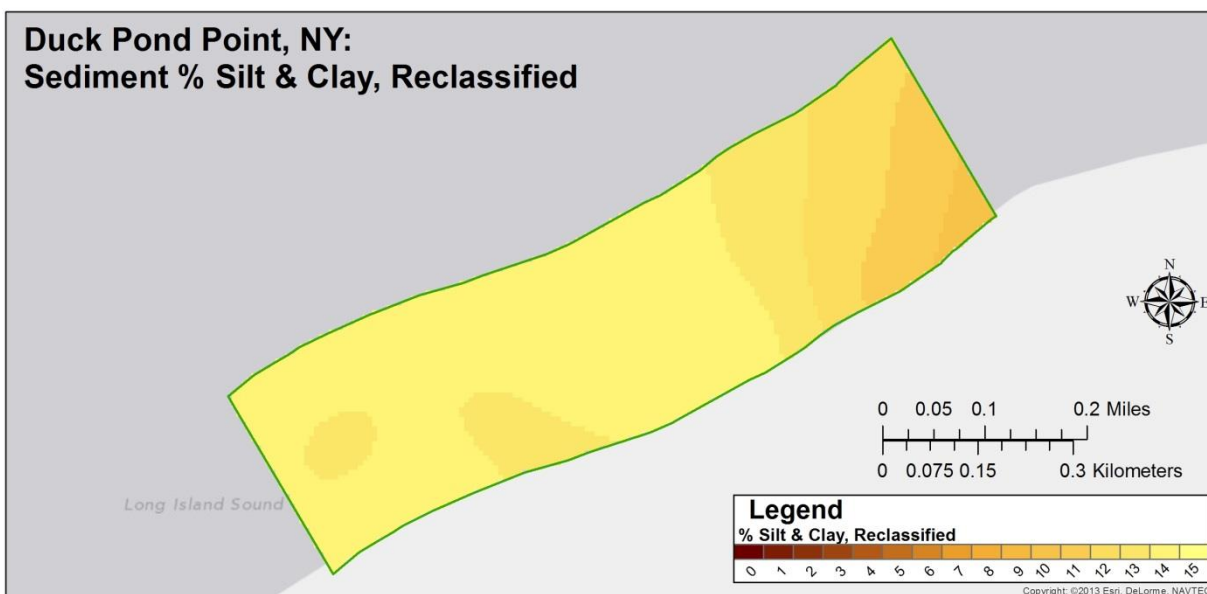 Duck Pond Point, NY:
Sediment % Silt & Clay, Reclassified
N
W E
S
0 0.05 0.1 0.2 Miles
0 0.075 0.15 0.3 Kilometers
Long Island Sound
Legend
% Silt & Clay, Reclassified
0 1 2 3 4 5 6 7 8 9 10 11 12 13 14 15
Copyright: ©2013 Esri, DeLorme, NAVTEQ